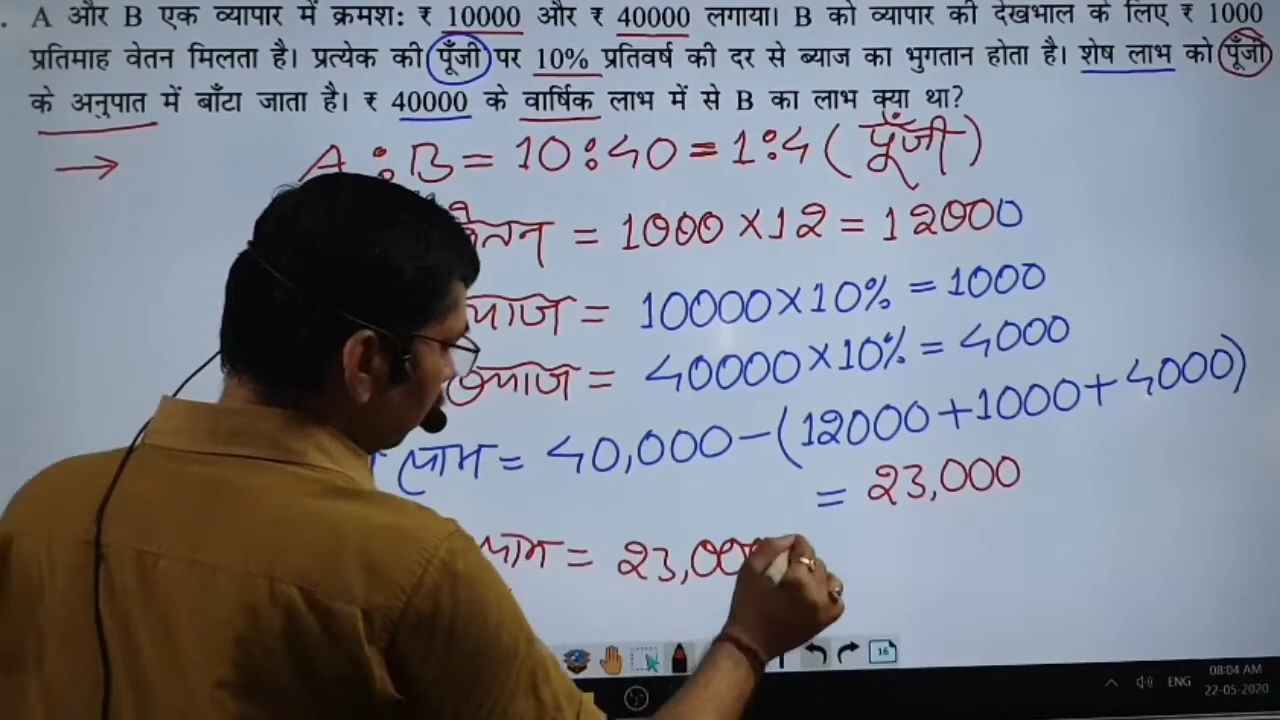 . A और B एक व्यापार में क्रमश: ₹ 10000 और ₹ 40000 लगाया। B को व्यापार की देखभाल के लिए ₹ 1000
प्रतिमाह वेतन मिलता है। प्रत्येक की पूँजी पर 10% प्रतिवर्ष की दर से ब्याज का भुगतान होता है। शेष लाभ को पूँजी
के अनुपात में बाँटा जाता है। ₹ 40000 के वार्षिक लाभ में से B का लाभ क्या था?
→ A : B = 10:40 = 1:4 ( पूँजी )
वेतन = 1000 × 12 = 12000
= 10000 × 10% = 1000
ब्याज = 40000 × 10% = 4000
लाभ = 40,000 – (12000 + 1000 + 4000)
= 23,000
लाभ = 23,000
16
ENG
08:04 AM
22-05-2020